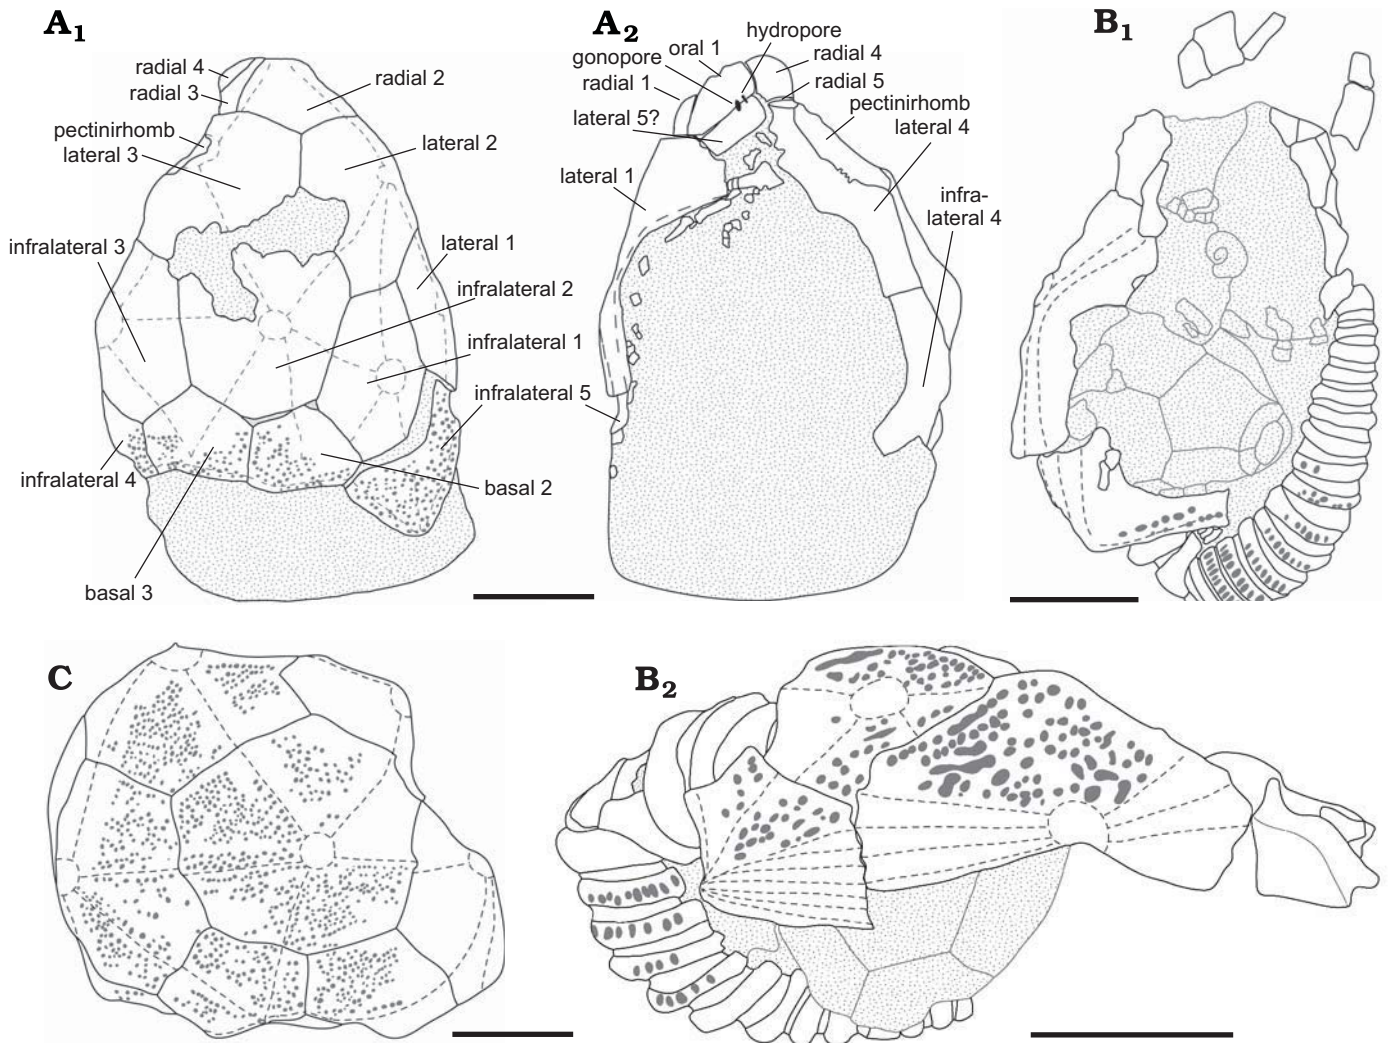 A1
radial 4
radial 3
pectinirhomb
lateral 3
infralateral 3
infralateral 4
basal 3
radial 2
lateral 2
lateral 1
infralateral 2
infralateral 1
infralateral 5
basal 2
A2
hydropore
oral 1
gonopore
radial 1
lateral 5?
lateral 1
radial 4
radial 5
pectinirhomb
lateral 4
infra-
lateral 4
B1
C
B2